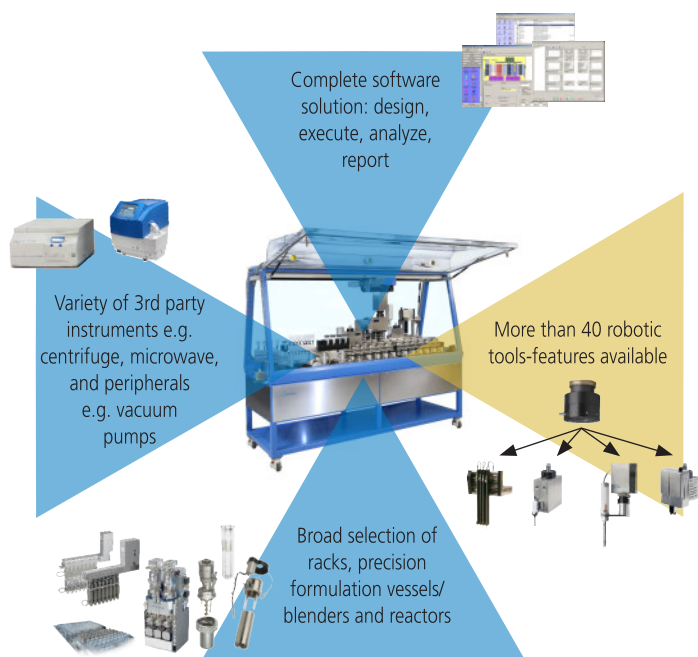 Complete software
solution: design,
execute, analyze,
report
Variety of 3rd party
instruments e.g.
centrifuge, microwave,
and peripherals
e.g. vacuum
pumps
More than 40 robotic
tools-features available
Broad selection of
racks, precision
formulation vessels/
blenders and reactors